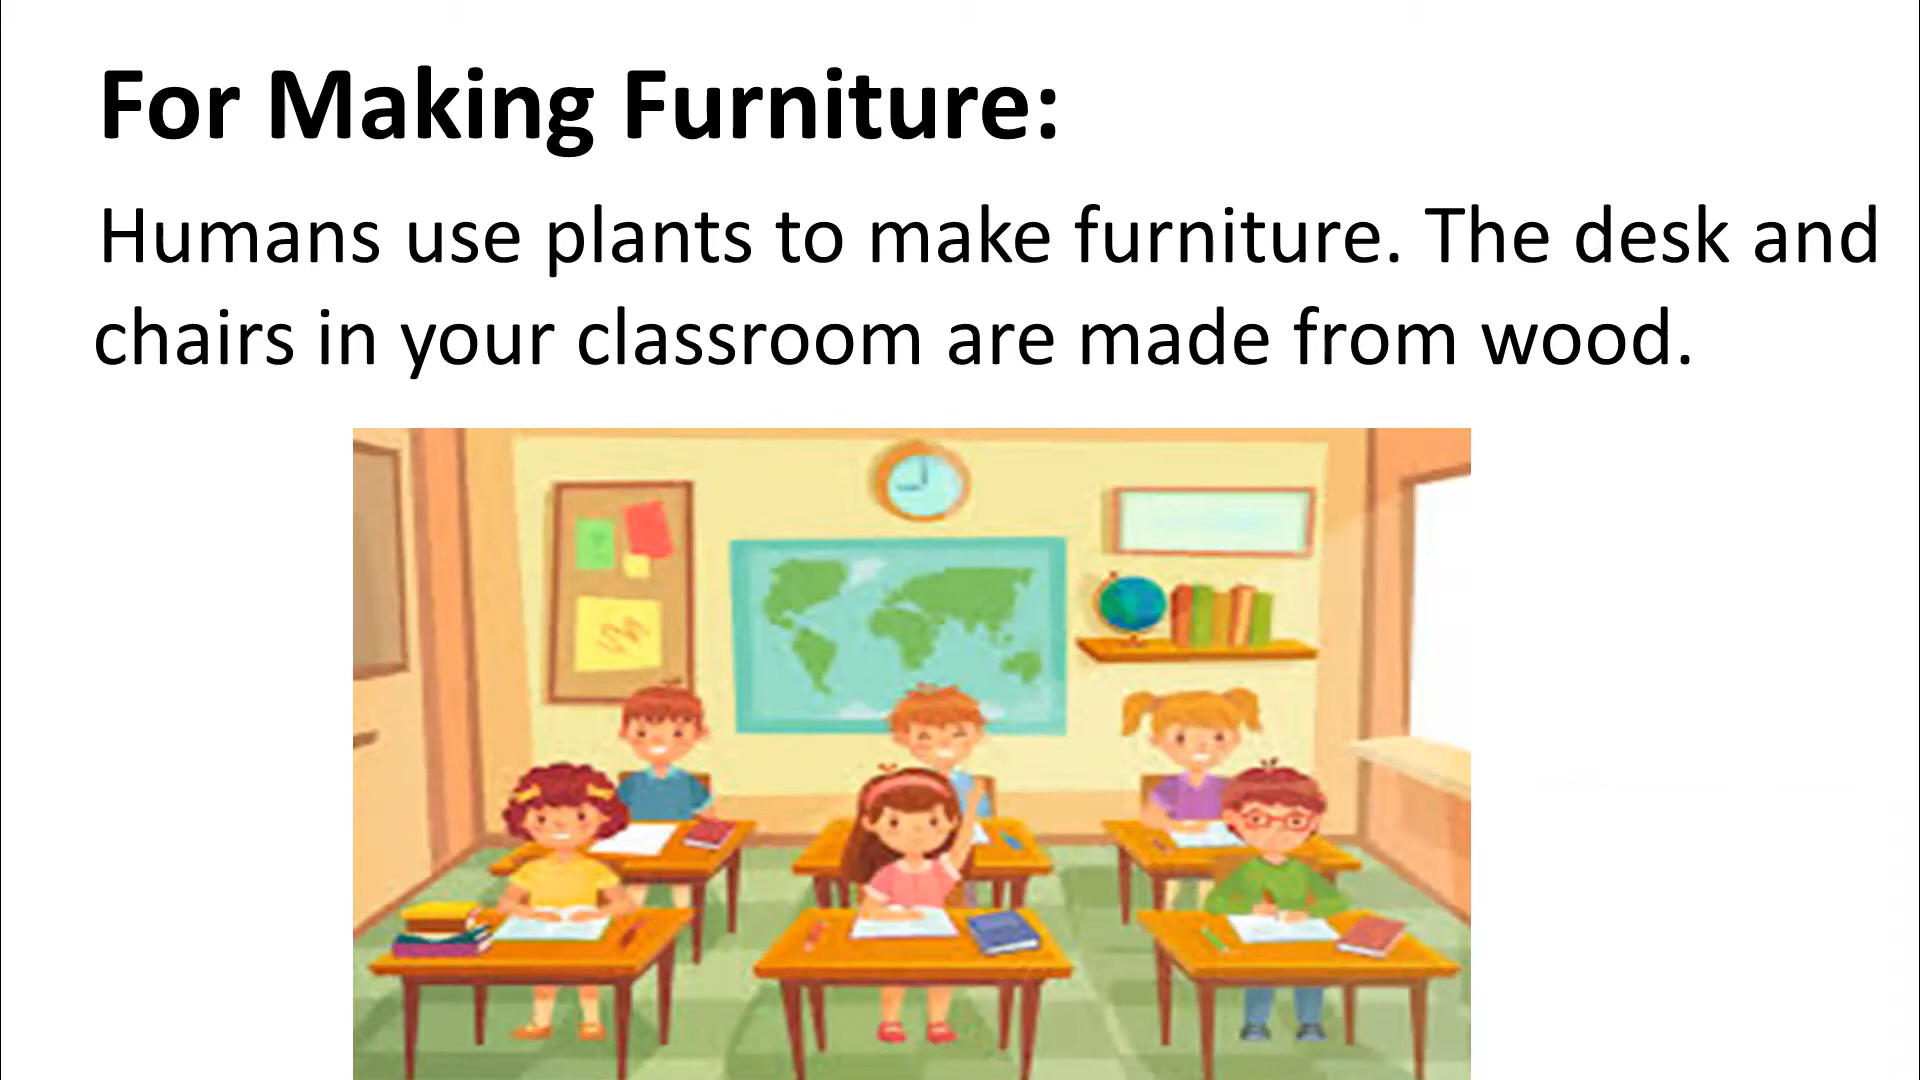 For Making Furniture:
Humans use plants to make furniture. The desk and
chairs in your classroom are made from wood.